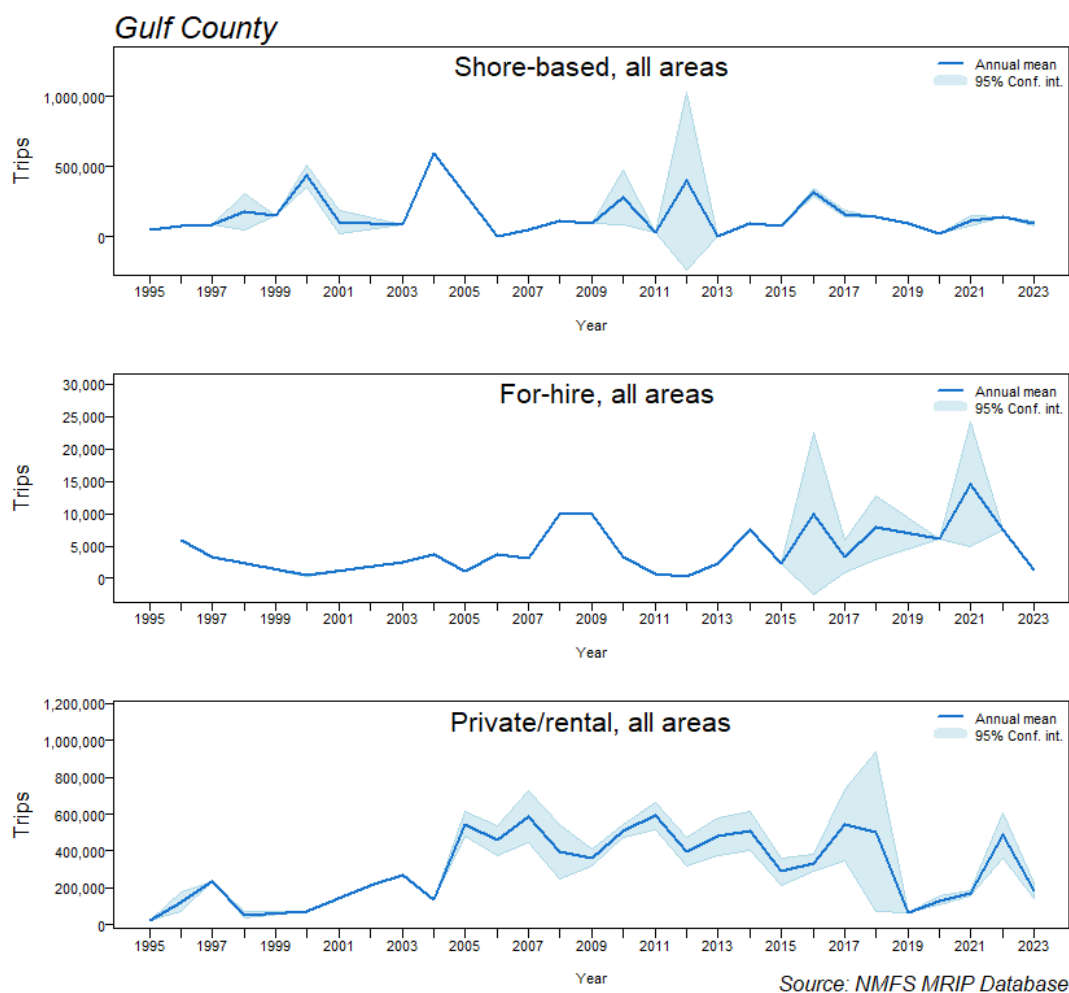 Gulf County
Shore-based, all areas
Annual mean
95% Conf. int.
Trips
1,000,000
500,000
0
1995 1997 1999 2001 2003 2005 2007 2009 2011 2013 2015 2017 2019 2021 2023
Year
For-hire, all areas
Annual mean
95% Conf. int.
Trips
30,000
25,000
20,000
15,000
10,000
5,000
0
1995 1997 1999 2001 2003 2005 2007 2009 2011 2013 2015 2017 2019 2021 2023
Year
Private/rental, all areas
Annual mean
95% Conf. int.
Trips
1,200,000
1,000,000
800,000
600,000
400,000
200,000
0
1995 1997 1999 2001 2003 2005 2007 2009 2011 2013 2015 2017 2019 2021 2023
Year
Source: NMFS MRIP Database